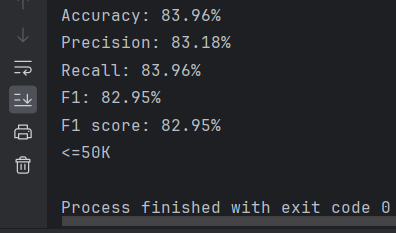 Accuracy: 83.96%
Precision: 83.18%
Recall: 83.96%
F1: 82.95%
F1 score: 82.95%
<=50K
Process finished with exit code 0